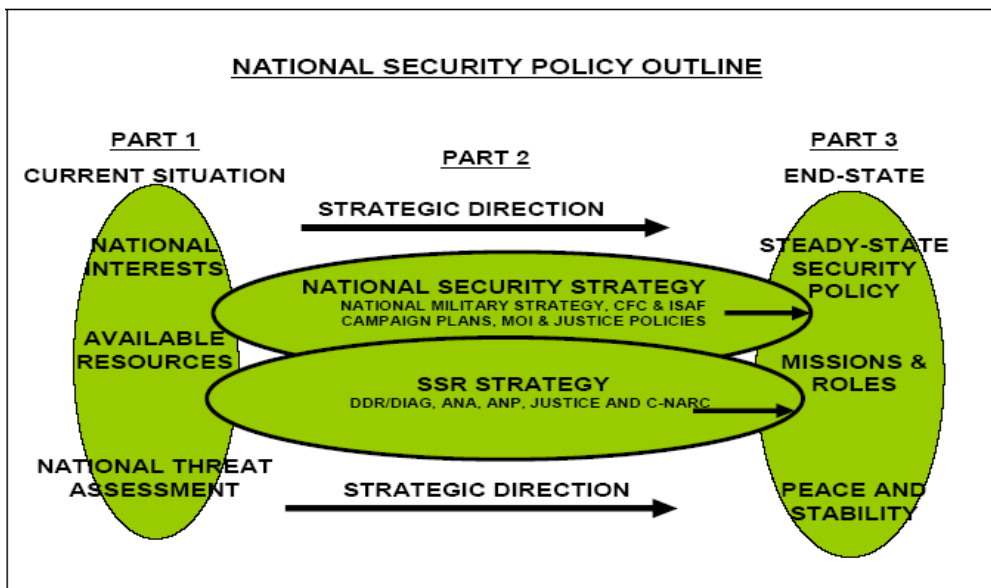 NATIONAL SECURITY POLICY OUTLINE
PART 1
CURRENT SITUATION
NATIONAL
INTERESTS
AVAILABLE
RESOURCES
NATIONAL THREAT
ASSESSMENT
PART 2
STRATEGIC DIRECTION
NATIONAL SECURITY STRATEGY
NATIONAL MILITARY STRATEGY, CFC & ISAF
CAMPAIGN PLANS, MOI & JUSTICE POLICIES
SSR STRATEGY
DDR/DIAG, ANA, ANP, JUSTICE AND C-NARC
STRATEGIC DIRECTION
PART 3
END-STATE
STEADY-STATE
SECURITY
POLICY
MISSIONS &
ROLES
PEACE AND
STABILITY